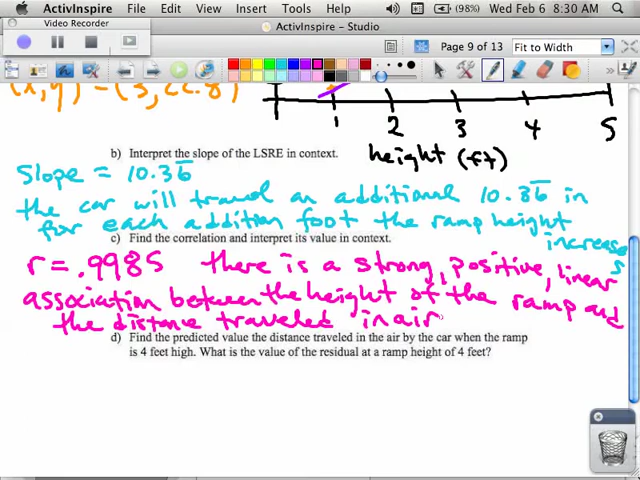 ActivInspire File Edit View Insert Tools Help (98%) Wed Feb 6 8:30 AM
Video Recorder
ActivInspire - Studio
Page 9 of 13 Fit to Width
1 2 3 4 5
height (ft)
b) Interpret the slope of the LSRE in context.
Slope = 10.36̅
the car will travel an additional 10.36̅ in
for each addition foot the ramp height
increases
c) Find the correlation and interpret its value in context.
r = .9985 there is a strong, positive, linear
association between the height of the ramp and
the distance traveled in air
d) Find the predicted value the distance traveled in the air by the car when the ramp
is 4 feet high. What is the value of the residual at a ramp height of 4 feet?